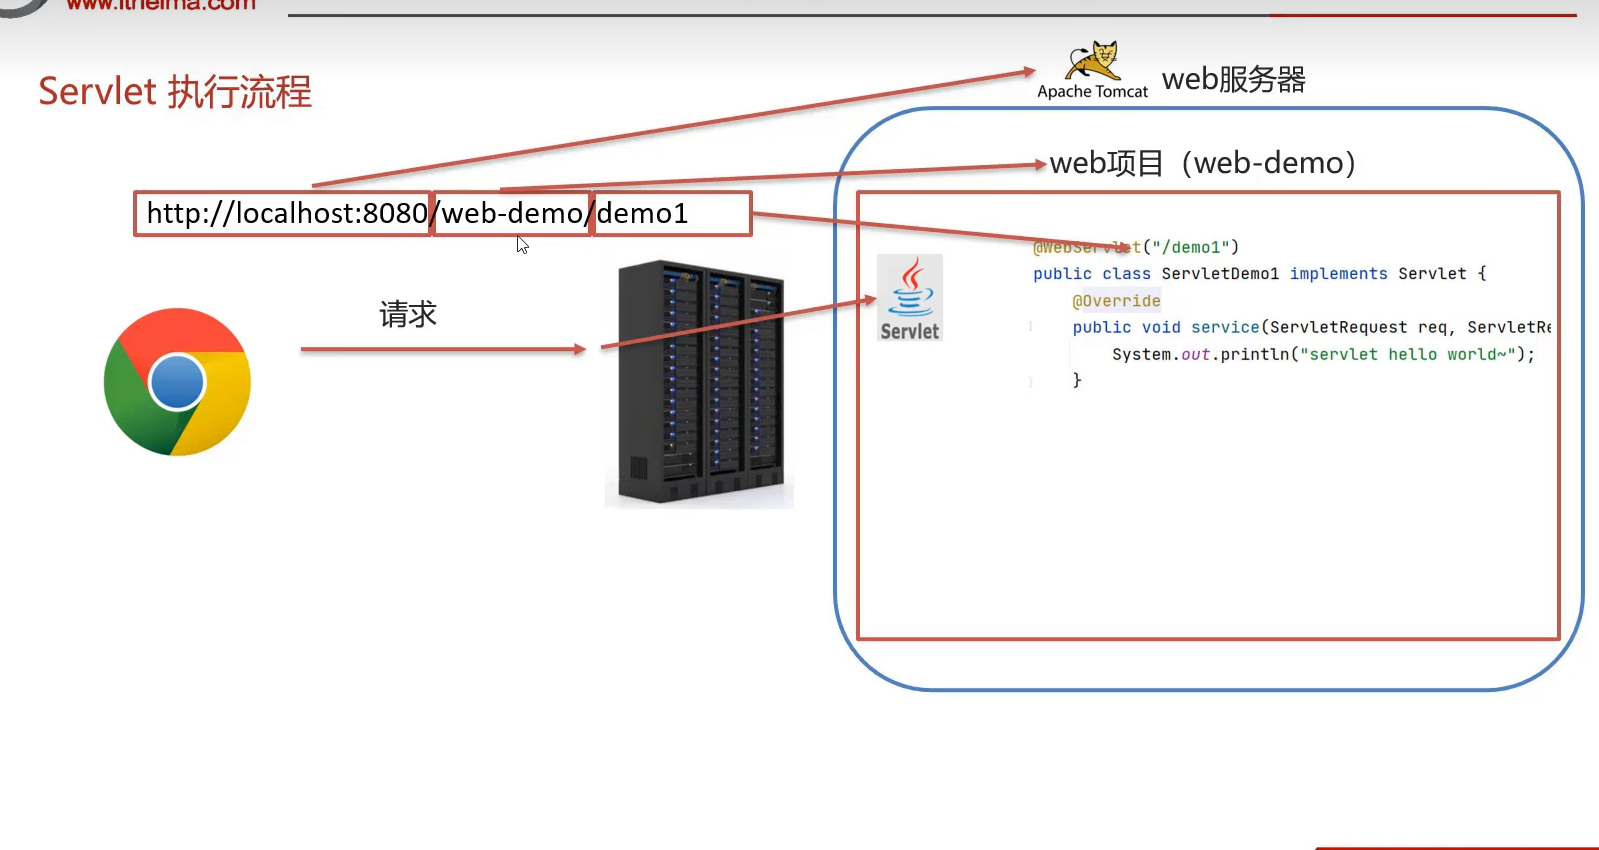 www.itheima.com
Servlet 执行流程
Apache Tomcat
web服务器
web项目（web-demo）
http://localhost:8080/web-demo/demo1
@WebServlet("/demo1")
public class ServletDemo1 implements Servlet {
@Override
public void service(ServletRequest req, ServletRe
System.out.println("servlet hello world~");
}
Servlet
请求